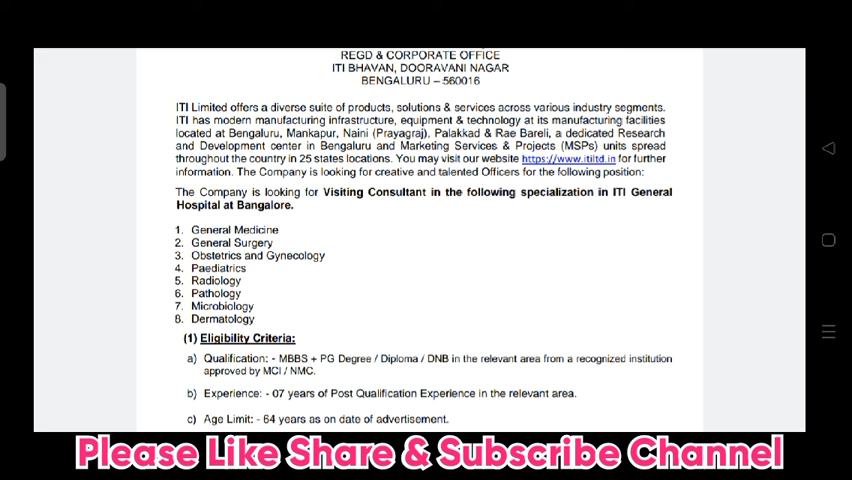 REGD & CORPORATE OFFICE
ITI BHAVAN, DOORAVANI NAGAR
BENGALURU – 560016
ITI Limited offers a diverse suite of products, solutions & services across various industry segments.
ITI has modern manufacturing infrastructure, equipment & technology at its manufacturing facilities
located at Bengaluru, Mankapur, Naini (Prayagraj), Palakkad & Rae Bareli, a dedicated Research
and Development center in Bengaluru and Marketing Services & Projects (MSPs) units spread
throughout the country in 25 states locations. You may visit our website https://www.itiltd.in for further
information. The Company is looking for creative and talented Officers for the following position:
The Company is looking for Visiting Consultant in the following specialization in ITI General
Hospital at Bangalore.
1. General Medicine
2. General Surgery
3. Obstetrics and Gynecology
4. Paediatrics
5. Radiology
6. Pathology
7. Microbiology
8. Dermatology
(1) Eligibility Criteria:
a) Qualification: - MBBS + PG Degree / Diploma / DNB in the relevant area from a recognized institution
approved by MCI / NMC.
b) Experience: - 07 years of Post Qualification Experience in the relevant area.
c) Age Limit: - 64 years as on date of advertisement.
Please Like Share & Subscribe Channel